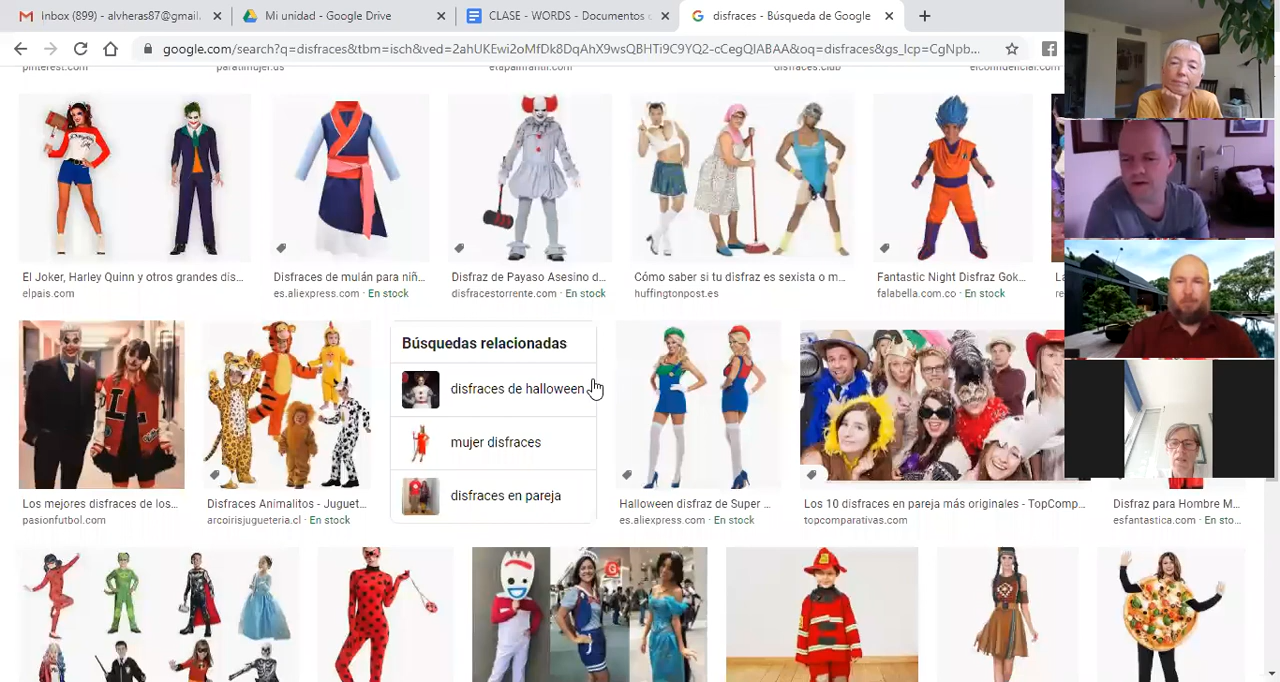 Inbox (899) - alvheras87@gmail.
Mi unidad - Google Drive
CLASE - WORDS - Documentos
disfraces - Búsqueda de Google
google.com/search?q=disfraces&tbm=isch&ved=2ahUKEwi2oMfDk8DqAhX9wsQBHTi9C9YQ2-cCegQIABAA&oq=disfraces&gs_lcp=CgNpb...
pinterest.com
paratimujer.us
etapainfantil.com
disfraces.club
elconfidencial.com
El Joker, Harley Quinn y otros grandes dis...
elpais.com
Disfraces de mulán para niñ...
es.aliexpress.com · En stock
Disfraz de Payaso Asesino d...
disfracestorrente.com · En stock
Cómo saber si tu disfraz es sexista o m...
huffingtonpost.es
Fantastic Night Disfraz Gok...
falabella.com.co · En stock
Los mejores disfraces de los...
pasionfutbol.com
Disfraces Animalitos - Juguet...
arcoirisjugueteria.cl · En stock
Búsquedas relacionadas
disfraces de halloween
mujer disfraces
disfraces en pareja
Halloween disfraz de Super ...
es.aliexpress.com · En stock
Los 10 disfraces en pareja más originales - TopComp...
topcomparativas.com
Disfraz para Hombre M...
esfantastica.com · En sto...